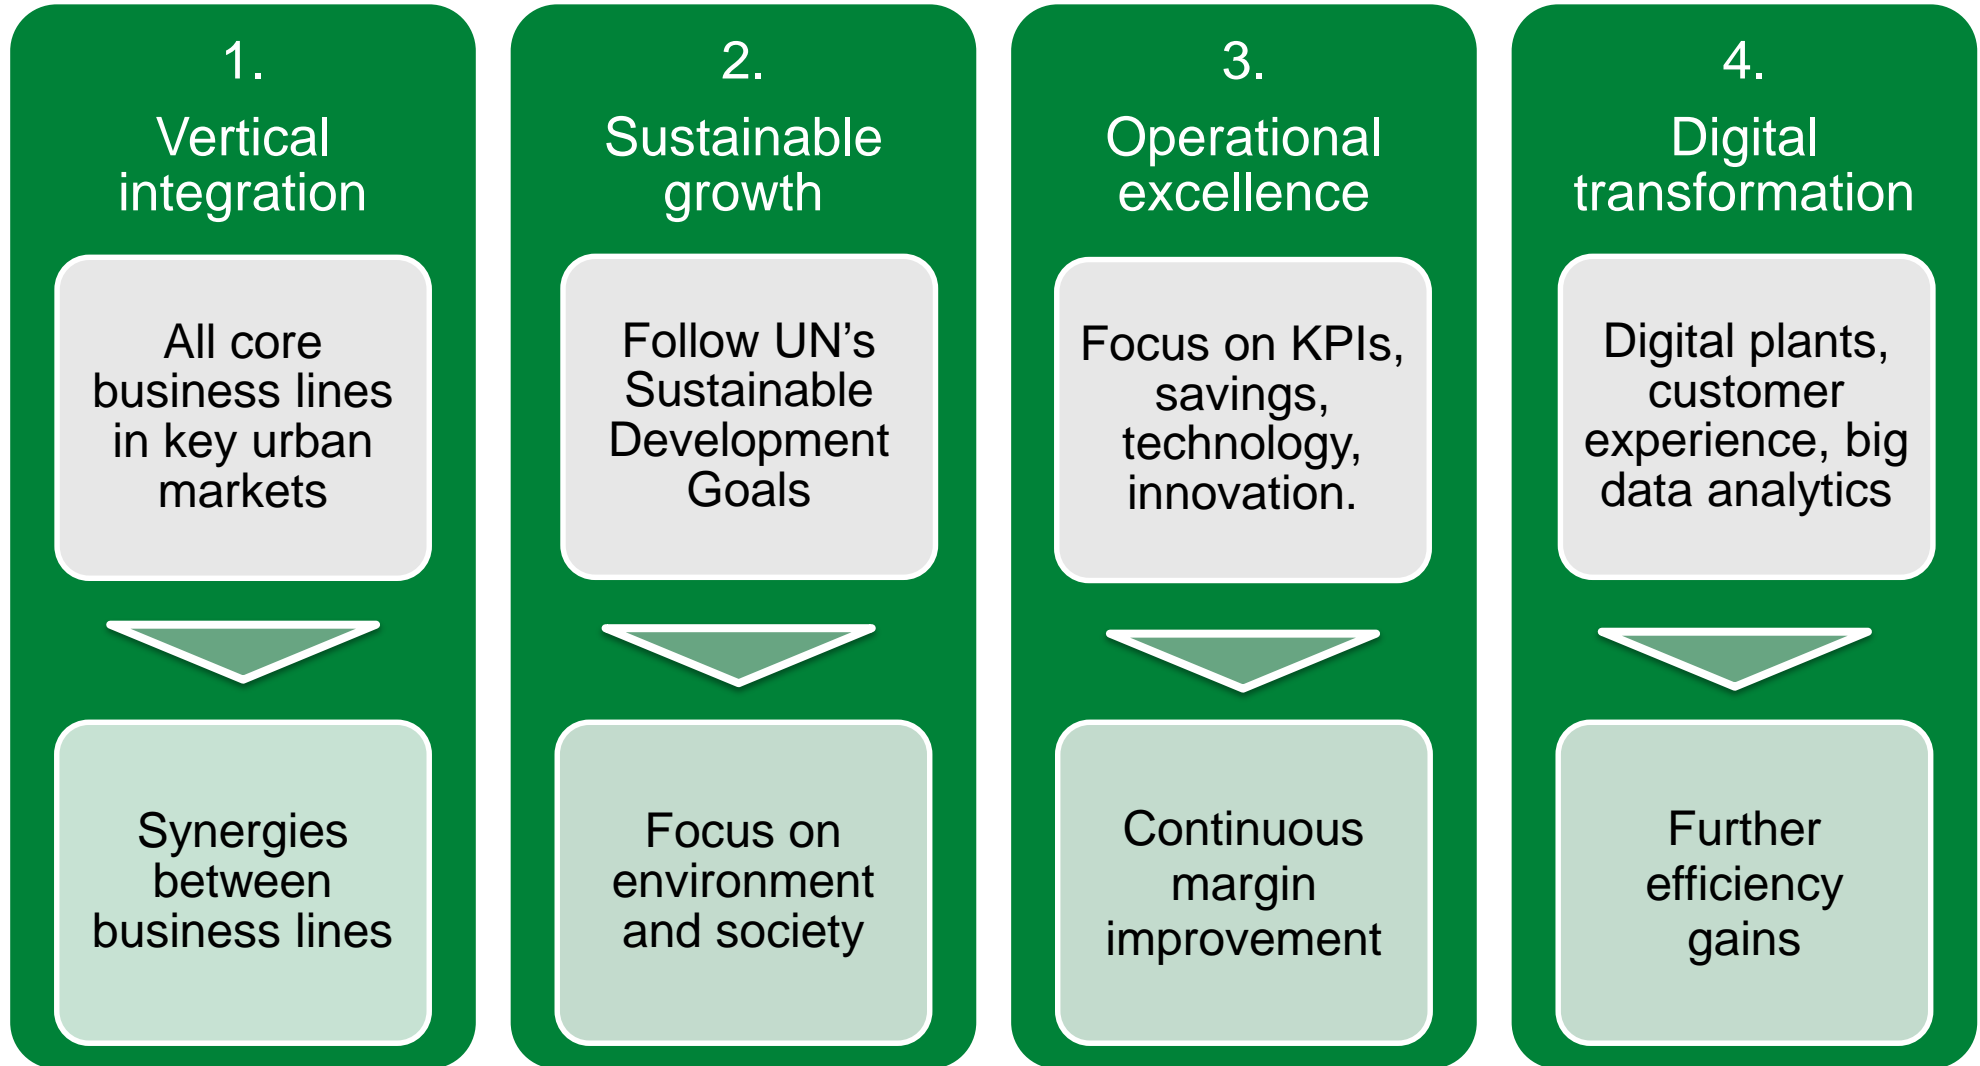 1.
Vertical
integration
All core
business lines
in key urban
markets
Synergies
between
business lines
2.
Sustainable
growth
Follow UN’s
Sustainable
Development
Goals
Focus on
environment
and society
3.
Operational
excellence
Focus on KPIs,
savings,
technology,
innovation.
Continuous
margin
improvement
4.
Digital
transformation
Digital plants,
customer
experience, big
data analytics
Further
efficiency
gains